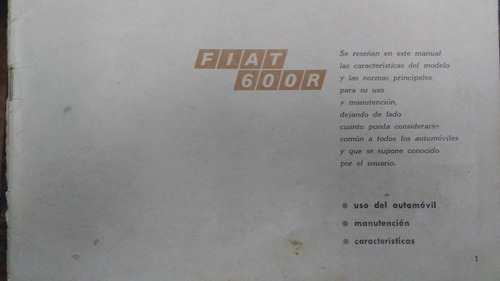 FIAT
600R
Se reseñan en este manual
las características del modelo
y las normas principales
para su uso
y manutención,
dejando de lado
cuanto pueda considerarse
común a todos los automóviles
y que se supone conocido
por el usuario.
uso del automóvil
manutención
características
1